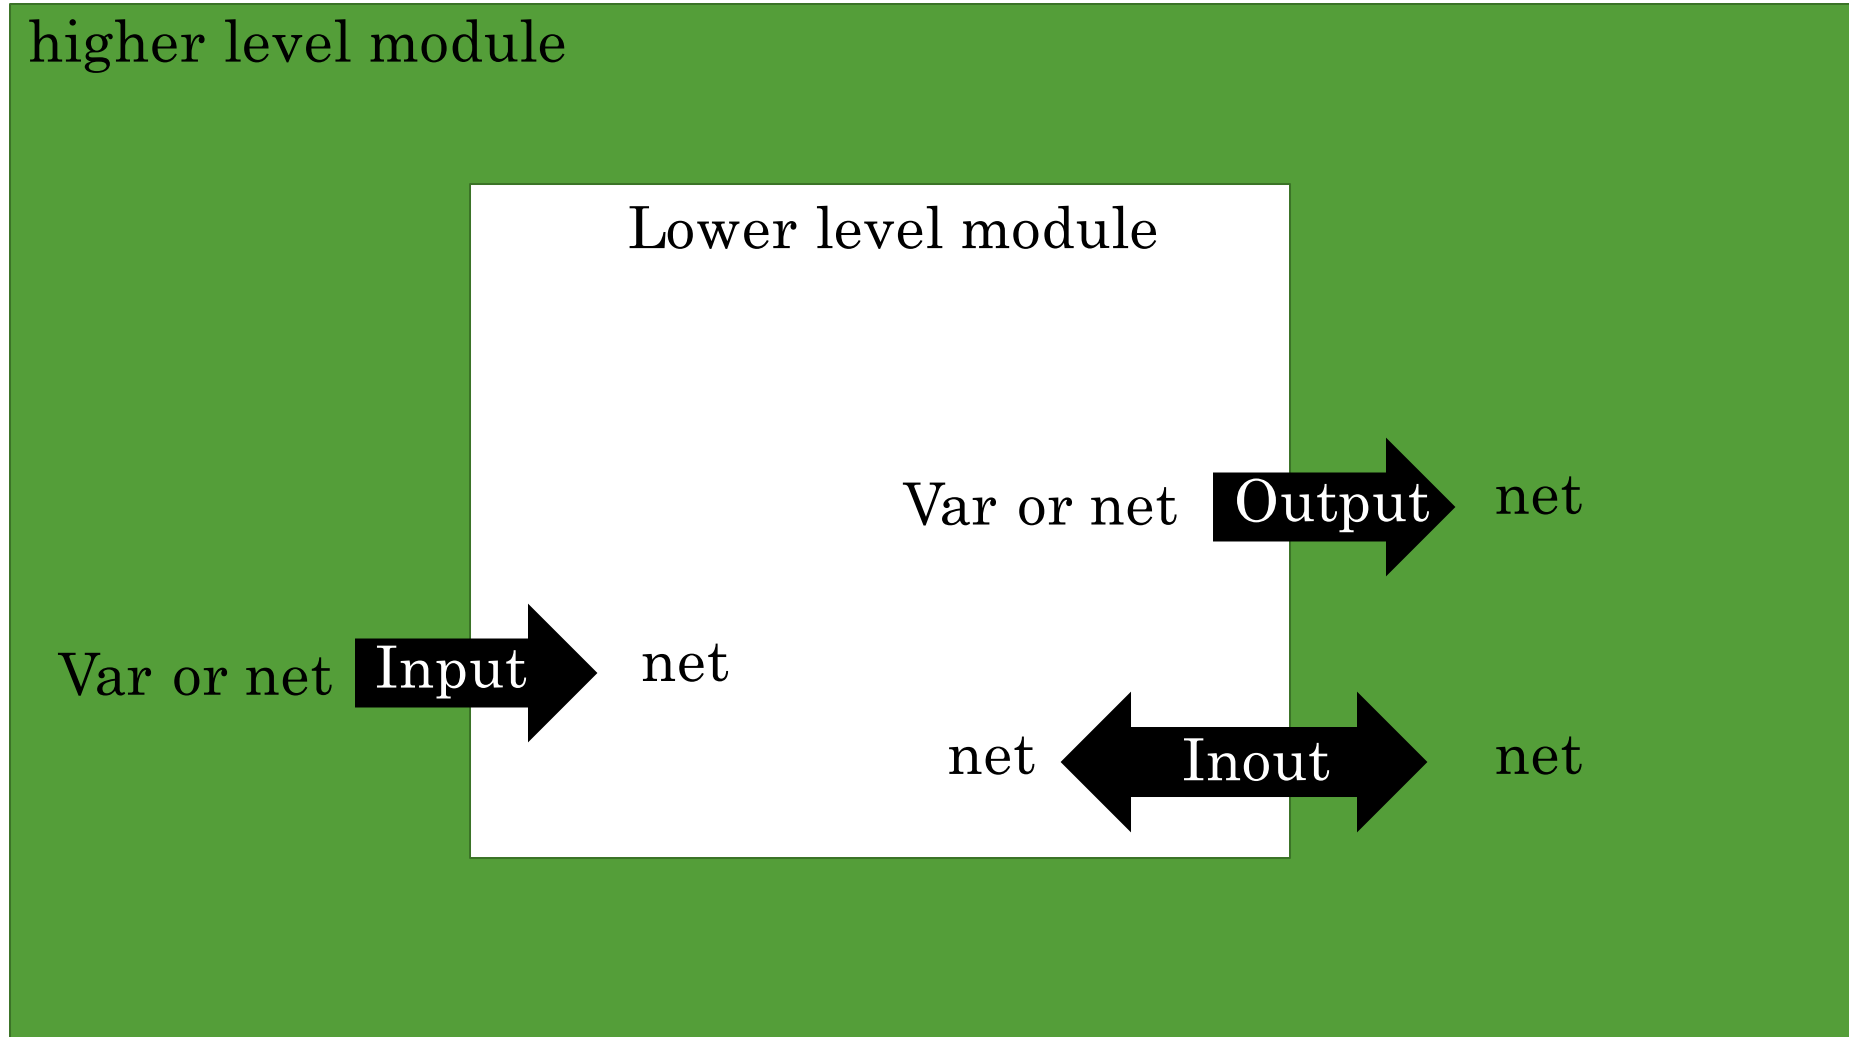 higher level module
Lower level module
Var or net Output net
Var or net Input net
net Inout net